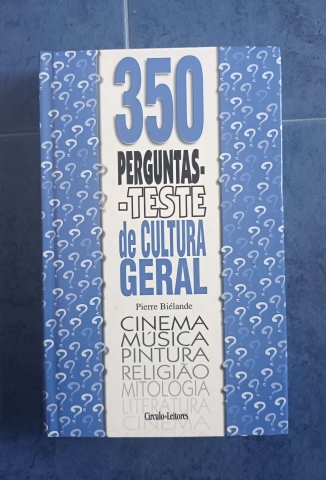 350
PERGUNTAS-
-TESTE
de CULTURA
GERAL
Pierre Biélande
CINEMA
MÚSICA
PINTURA
RELIGIÃO
MITOLOGIA
LITERATURA
CINEMA
Círculo-Leitores